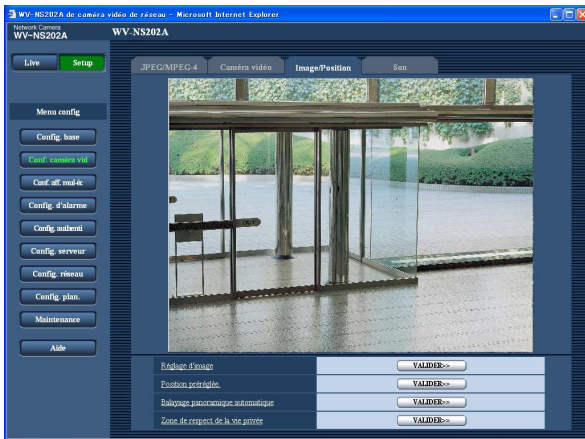 WV-NS202A de caméra vidéo de réseau - Microsoft Internet Explorer
Network Camera
WV-NS202A
WV-NS202A
Live
Setup
JPEG/MPEG-4
Caméra vidéo
Image/Position
Son
Menu config
Config. base
Conf. caméra vid
Conf. aff. mul-éc
Config. d'alarme
Config. authenti
Config. serveur
Config. réseau
Config. plan.
Maintenance
Aide
Réglage d'image
VALIDER>>
Position préréglée.
VALIDER>>
Balayage panoramique automatique
VALIDER>>
Zone de respect de la vie privée
VALIDER>>